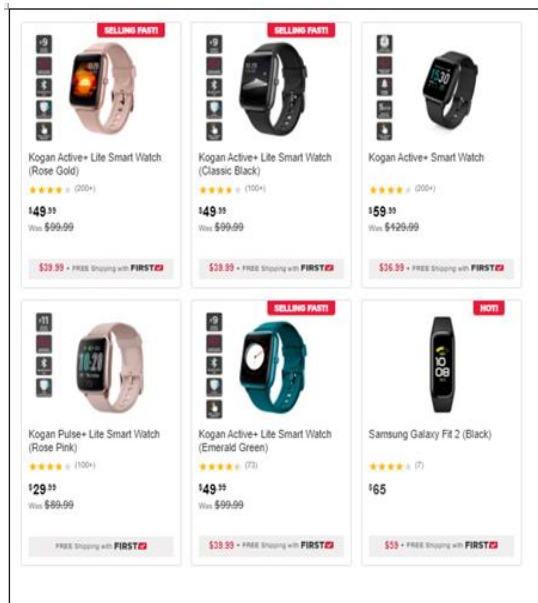 SELLING FAST!
SELLING FAST!
Kogan Active+ Lite Smart Watch
(Rose Gold)
(200+)
$49.99
Was $99.99
$39.99 + FREE Shipping with FIRST
Kogan Active+ Lite Smart Watch
(Classic Black)
(100+)
$49.99
Was $99.99
$39.99 + FREE Shipping with FIRST
Kogan Active+ Smart Watch
(200+)
$59.99
Was $129.99
$36.99 + FREE Shipping with FIRST
SELLING FAST!
HOT!
Kogan Pulse+ Lite Smart Watch
(Rose Pink)
(100+)
$29.99
Was $89.99
FREE Shipping with FIRST
Kogan Active+ Lite Smart Watch
(Emerald Green)
(73)
$49.99
Was $99.99
$39.99 + FREE Shipping with FIRST
Samsung Galaxy Fit 2 (Black)
(7)
$65
$59 + FREE Shipping with FIRST